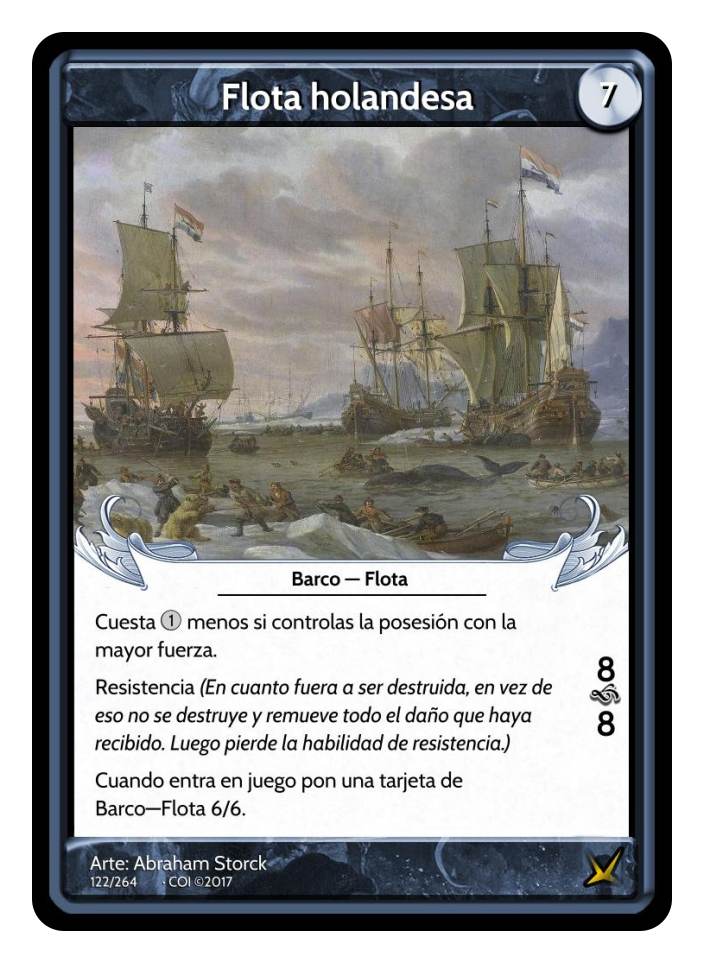 Flota holandesa
7
Barco — Flota
Cuesta 1 menos si controlas la posesión con la
mayor fuerza.
Resistencia (En cuanto fuera a ser destruida, en vez de
eso no se destruye y remueve todo el daño que haya
recibido. Luego pierde la habilidad de resistencia.)
Cuando entra en juego pon una tarjeta de
Barco—Flota 6/6.
8
8
Arte: Abraham Storck
122/264 · COI ©2017